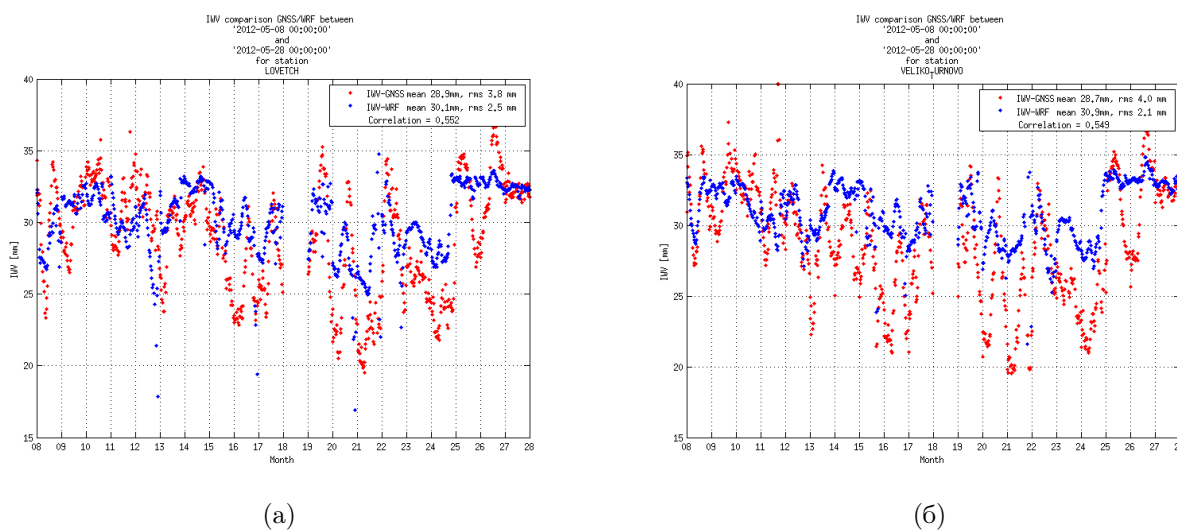 IWV comparison GNSS/WRF between
'2012-05-08 00:00:00'
and
'2012-05-28 00:00:00'
for station
LOVETCH
40
35
30
25
20
15
IWV [mm]
IWV-GNSS mean 28.9mm, rms 3.8 mm
IWV-WRF mean 30.1mm, rms 2.5 mm
Correlation = 0.552
08 09 10 11 12 13 14 15 16 17 18 19 20 21 22 23 24 25 26 27 28
Month
(а)
IWV comparison GNSS/WRF between
'2012-05-08 00:00:00'
and
'2012-05-28 00:00:00'
for station
VELIKO_TURNOVO
40
35
30
25
20
15
IWV [mm]
IWV-GNSS mean 28.7mm, rms 4.0 mm
IWV-WRF mean 30.9mm, rms 2.1 mm
Correlation = 0.549
08 09 10 11 12 13 14 15 16 17 18 19 20 21 22 23 24 25 26 27
Month
(б)